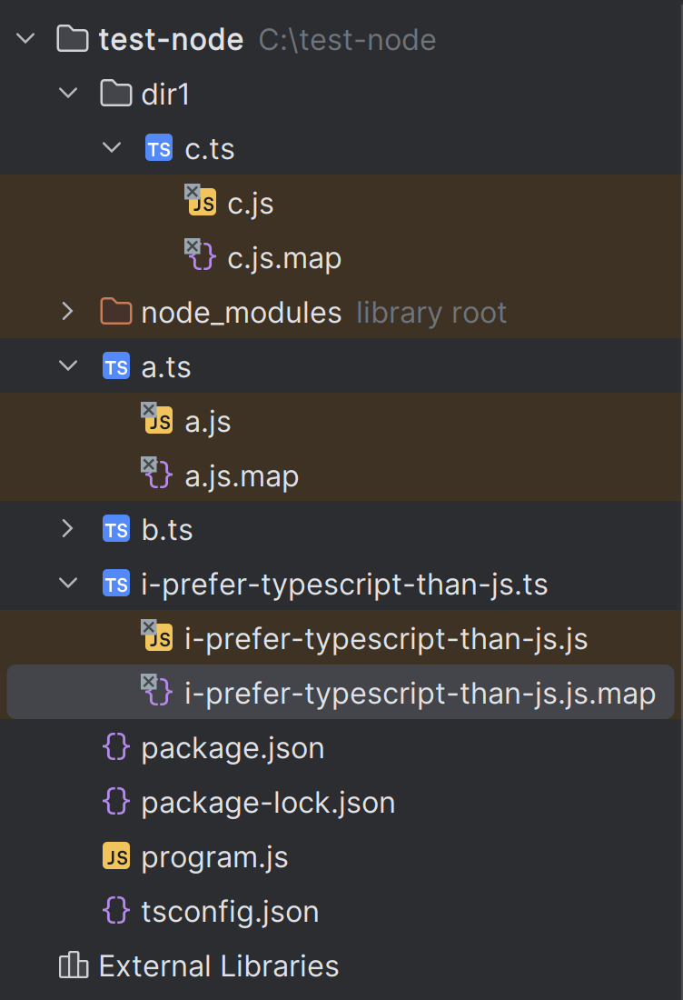 test-node C:\test-node
dir1
TS c.ts
JS c.js
{} c.js.map
node_modules library root
TS a.ts
JS a.js
{} a.js.map
TS b.ts
TS i-prefer-typescript-than-js.ts
JS i-prefer-typescript-than-js.js
{} i-prefer-typescript-than-js.js.map
{} package.json
{} package-lock.json
JS program.js
{} tsconfig.json
External Libraries